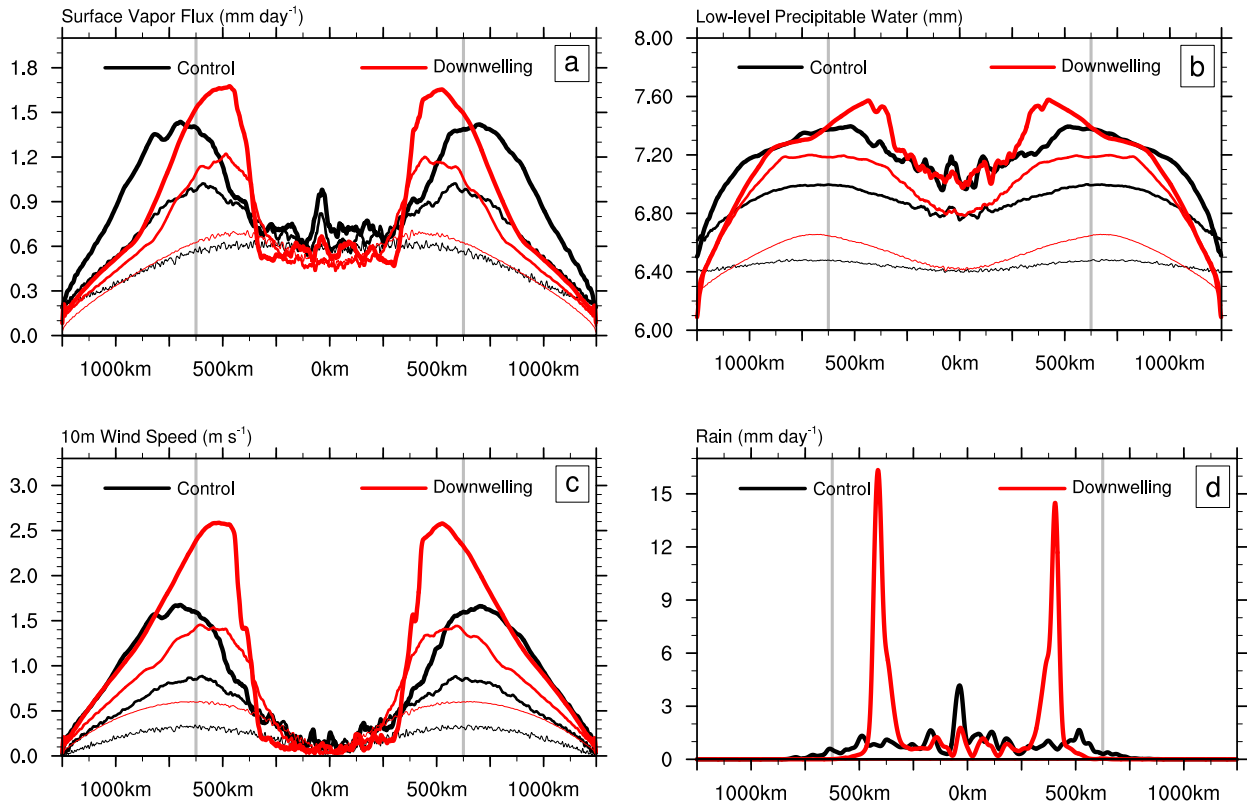 Surface Vapor Flux (mm day⁻¹)
Control
Downwelling
a
1.8
1.5
1.2
0.9
0.6
0.3
0.0
1000km 500km 0km 500km 1000km
Low-level Precipitable Water (mm)
Control
Downwelling
b
8.00
7.60
7.20
6.80
6.40
6.00
1000km 500km 0km 500km 1000km
10m Wind Speed (m s⁻¹)
Control
Downwelling
c
3.0
2.5
2.0
1.5
1.0
0.5
0.0
1000km 500km 0km 500km 1000km
Rain (mm day⁻¹)
Control
Downwelling
d
15
12
9
6
3
0
1000km 500km 0km 500km 1000km